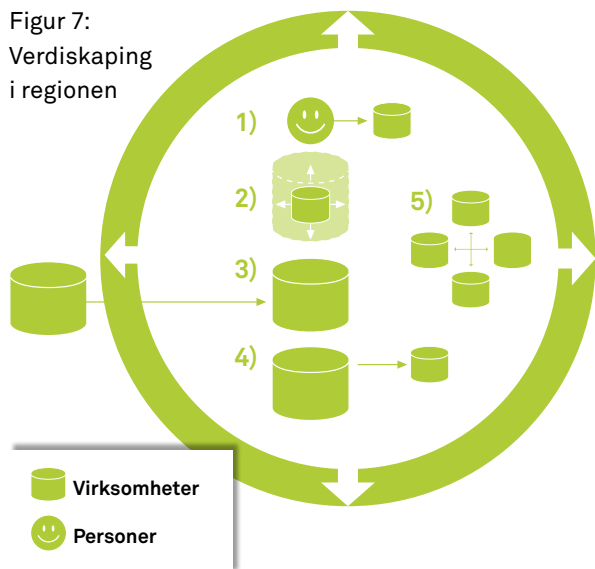 Figur 7:
Verdiskaping
i regionen
1)
2)
5)
3)
4)
Virksomheter
Personer